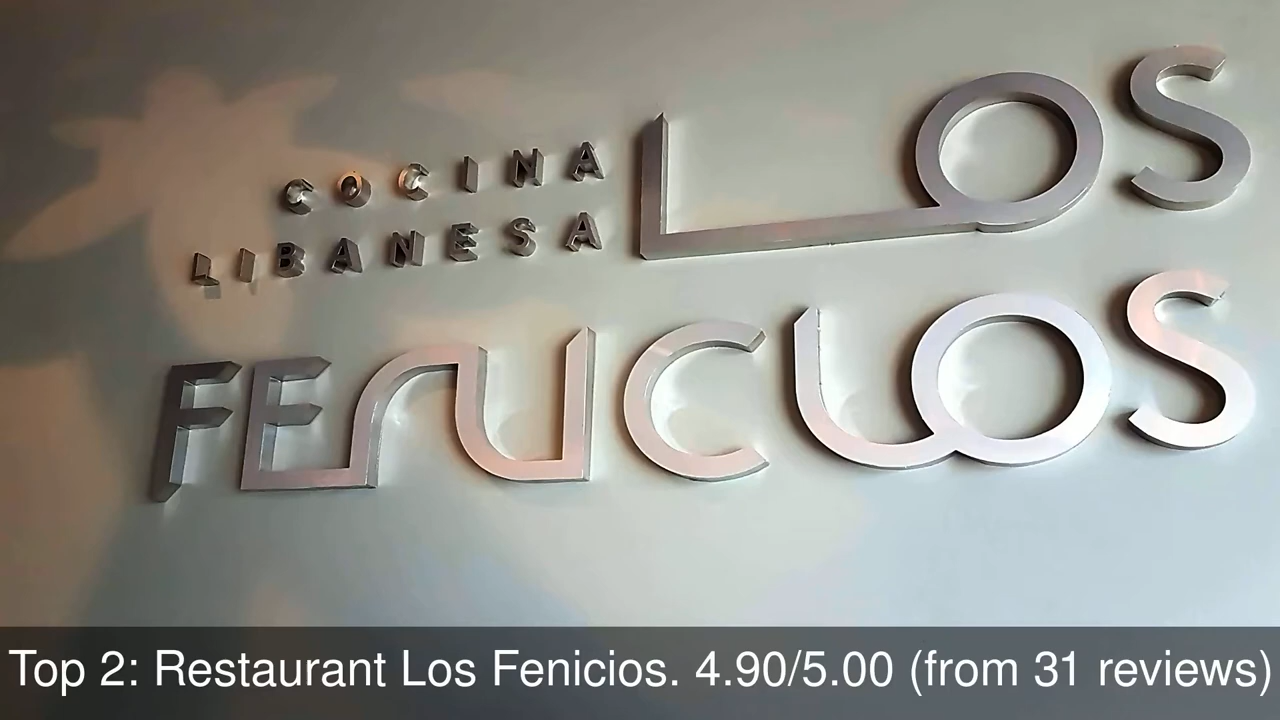 COCINA
LIBANESA
LOS
FENICIOS
Top 2: Restaurant Los Fenicios. 4.90/5.00 (from 31 reviews)